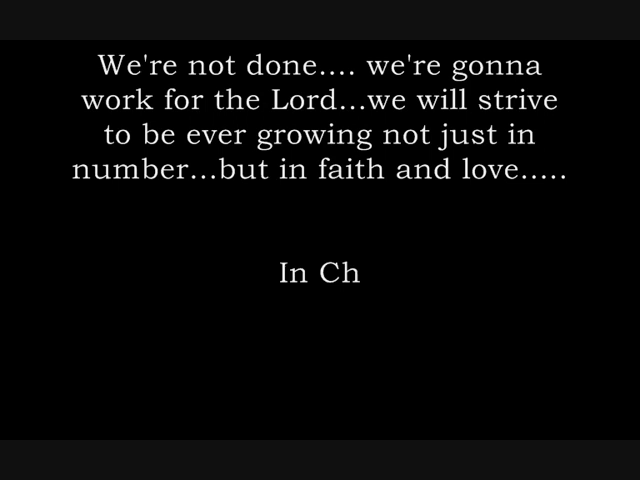 We're not done.... we're gonna
work for the Lord...we will strive
to be ever growing not just in
number...but in faith and love.....
In Ch